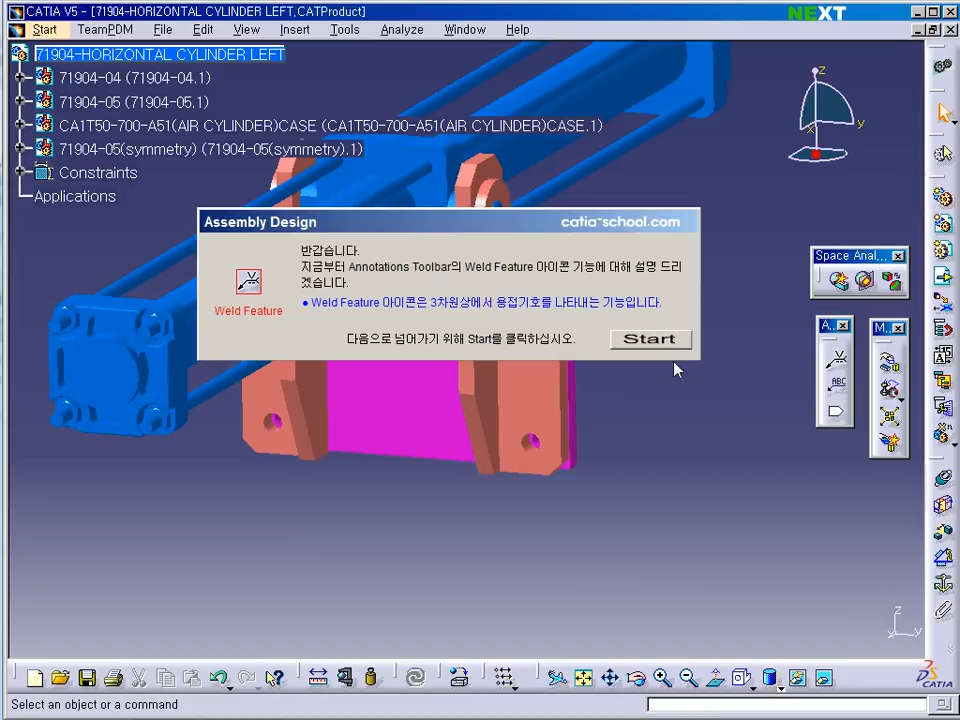 CATIA V5 - [71904-HORIZONTAL CYLINDER LEFT.CATProduct]
NEXT
Start TeamPDM File Edit View Insert Tools Analyze Window Help
71904-HORIZONTAL CYLINDER LEFT
71904-04 (71904-04.1)
71904-05 (71904-05.1)
CA1T50-700-A51(AIR CYLINDER)CASE (CA1T50-700-A51(AIR CYLINDER)CASE.1)
71904-05(symmetry) (71904-05(symmetry).1)
Constraints
Applications
z
y
x
Assembly Design
catia-school.com
반갑습니다.
지금부터 Annotations Toolbar의 Weld Feature 아이콘 기능에 대해 설명 드리
겠습니다.
Weld Feature
• Weld Feature 아이콘은 3차원상에서 용접기호를 나타내는 기능입니다.
다음으로 넘어가기 위해 Start를 클릭하십시오.
Start
Space Anal...
A...
M...
ABC
z
x
y
CATIA
Select an object or a command